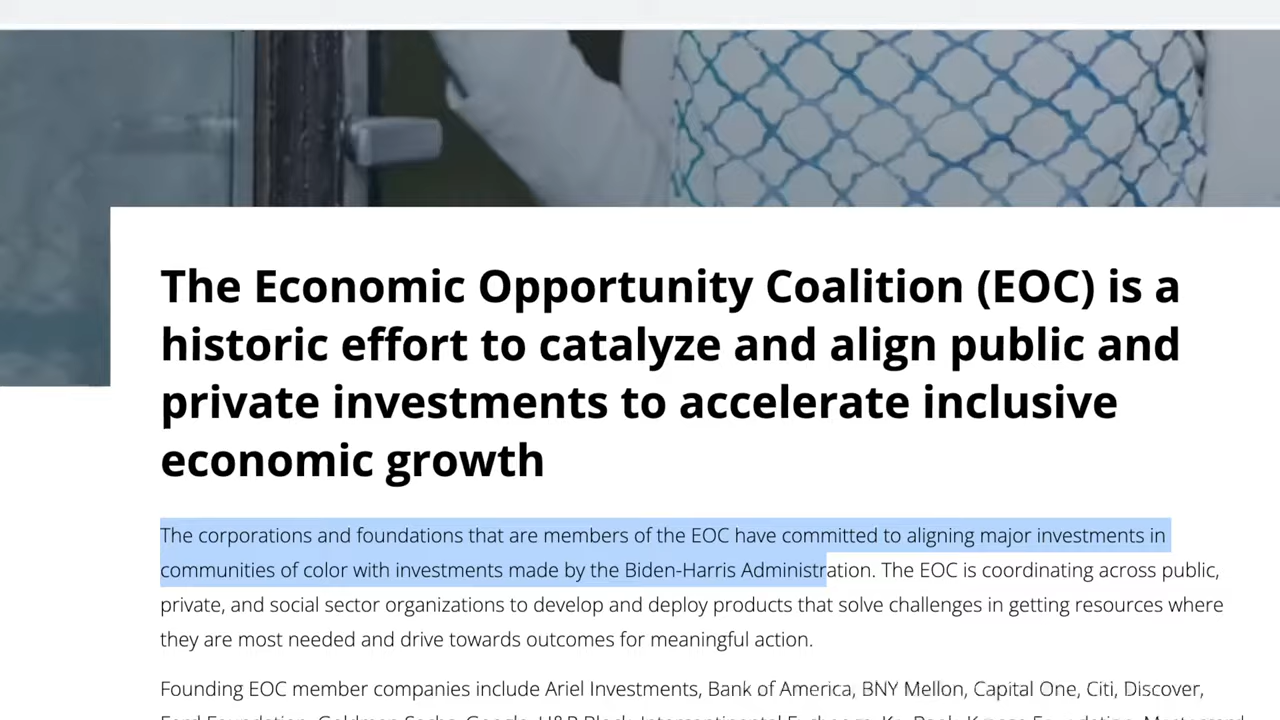 The Economic Opportunity Coalition (EOC) is a
historic effort to catalyze and align public and
private investments to accelerate inclusive
economic growth
The corporations and foundations that are members of the EOC have committed to aligning major investments in
communities of color with investments made by the Biden-Harris Administration. The EOC is coordinating across public,
private, and social sector organizations to develop and deploy products that solve challenges in getting resources where
they are most needed and drive towards outcomes for meaningful action.
Founding EOC member companies include Ariel Investments, Bank of America, BNY Mellon, Capital One, Citi, Discover,